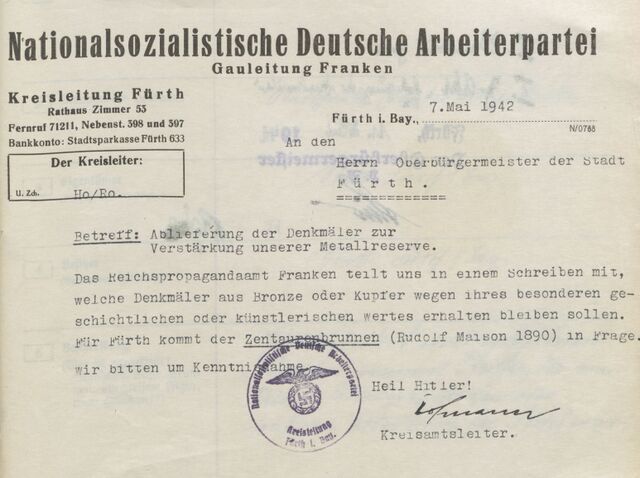 Nationalsozialistische Deutsche Arbeiterpartei
Gauleitung Franken
Kreisleitung Fürth
Rathaus Zimmer 53
Fernruf 71211, Nebenst. 398 und 397
Bankkonto: Stadtsparkasse Fürth 633
Der Kreisleiter:
U. Zch. Ho/Ro.
Fürth i. Bay., 7.Mai 1942
N/0788
An den
Herrn Oberbürgermeister der Stadt
Fürth.
=============
Betreff: Ablieferung der Denkmäler zur
Verstärkung unserer Metallreserve.
Das Reichspropagandaamt Franken teilt uns in einem Schreiben mit,
welche Denkmäler aus Bronze oder Kupfer wegen ihres besonderen ge-
schichtlichen oder künstlerischen Wertes erhalten bleiben sollen.
Für Fürth kommt der Zentaurenbrunnen (Rudolf Maison 1890) in Frage.
wir bitten um Kenntnisnahme.
Heil Hitler!
Kreisamtsleiter.
Nationalsozialistische Deutsche Arbeiterpartei
Kreisleitung
Fürth i. Bay.